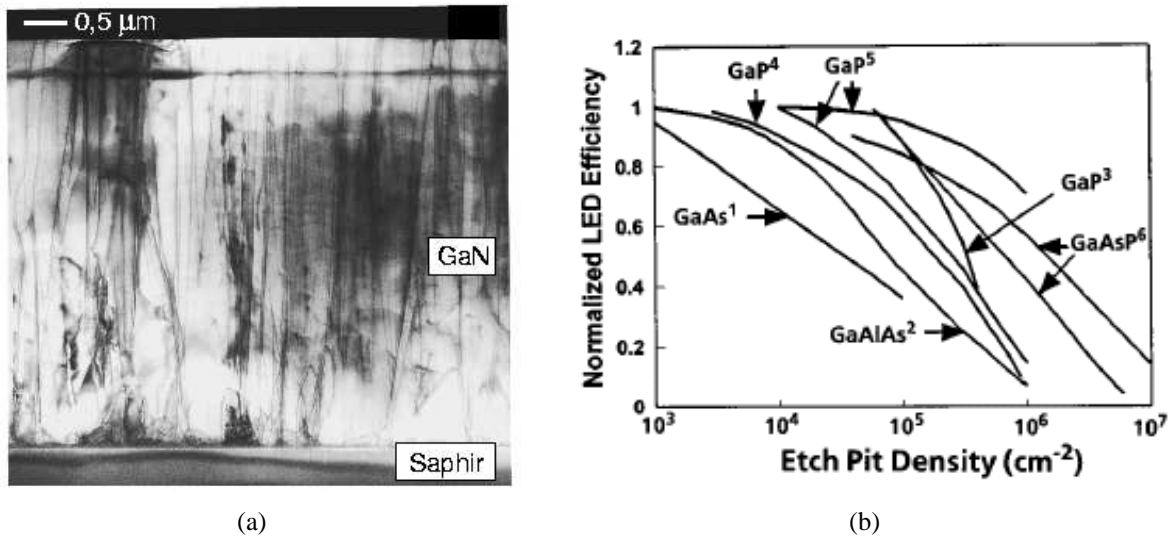 0,5 μm
GaN
Saphir
(a)
1.2
1
0.8
0.6
0.4
0.2
0
Normalized LED Efficiency
GaP⁴
GaP⁵
GaAs¹
GaP³
GaAsP⁶
GaAlAs²
10³
10⁴
10⁵
10⁶
10⁷
Etch Pit Density (cm⁻²)
(b)